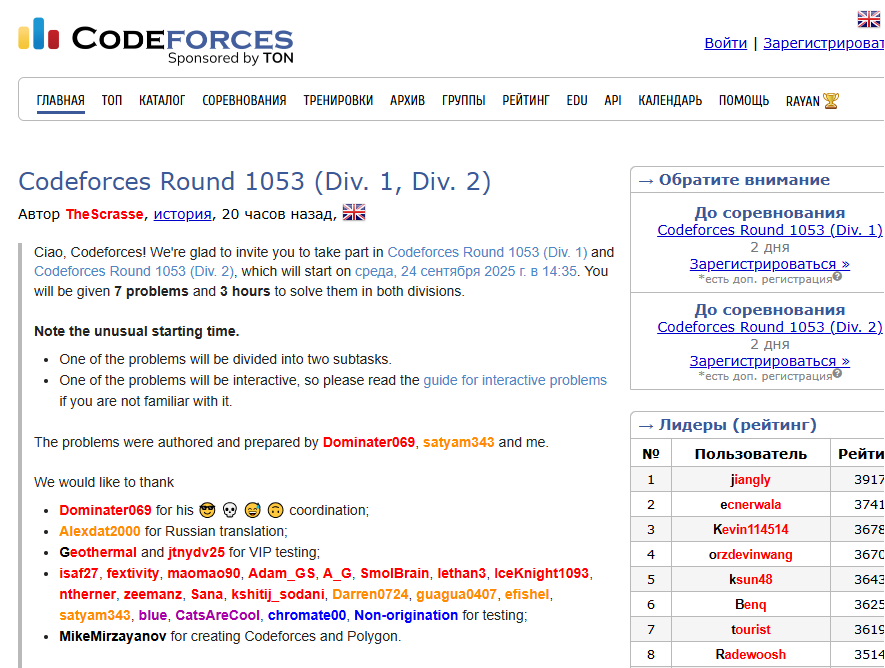 CODEFORCES
Sponsored by TON
Войти | Зарегистрироват
ГЛАВНАЯ ТОП КАТАЛОГ СОРЕВНОВАНИЯ ТРЕНИРОВКИ АРХИВ ГРУППЫ РЕЙТИНГ EDU API КАЛЕНДАРЬ ПОМОЩЬ RAYAN
Codeforces Round 1053 (Div. 1, Div. 2)
Автор TheScrasse, история, 20 часов назад,
Ciao, Codeforces! We're glad to invite you to take part in Codeforces Round 1053 (Div. 1) and
Codeforces Round 1053 (Div. 2), which will start on среда, 24 сентября 2025 г. в 14:35. You
will be given 7 problems and 3 hours to solve them in both divisions.
Note the unusual starting time.
• One of the problems will be divided into two subtasks.
• One of the problems will be interactive, so please read the guide for interactive problems
if you are not familiar with it.
The problems were authored and prepared by Dominater069, satyam343 and me.
We would like to thank
• Dominater069 for his 😎 💀 😅 🙃 coordination;
• Alexdat2000 for Russian translation;
• Geothermal and jtnydv25 for VIP testing;
• isaf27, fextivity, maomao90, Adam_GS, A_G, SmolBrain, lethan3, IceKnight1093,
ntherner, zeemanz, Sana, kshitij_sodani, Darren0724, guagua0407, efishel,
satyam343, blue, CatsAreCool, chromate00, Non-origination for testing;
• MikeMirzayanov for creating Codeforces and Polygon.
→ Обратите внимание
До соревнования
Codeforces Round 1053 (Div. 1)
2 дня
Зарегистрироваться »
*есть доп. регистрация?
До соревнования
Codeforces Round 1053 (Div. 2)
2 дня
Зарегистрироваться »
*есть доп. регистрация?
→ Лидеры (рейтинг)
№ Пользователь Рейти
1 jiangly 3917
2 ecnerwala 3741
3 Kevin114514 3678
4 orzdevinwang 3670
5 ksun48 3643
6 Benq 3625
7 tourist 3619
8 Radewoosh 3514